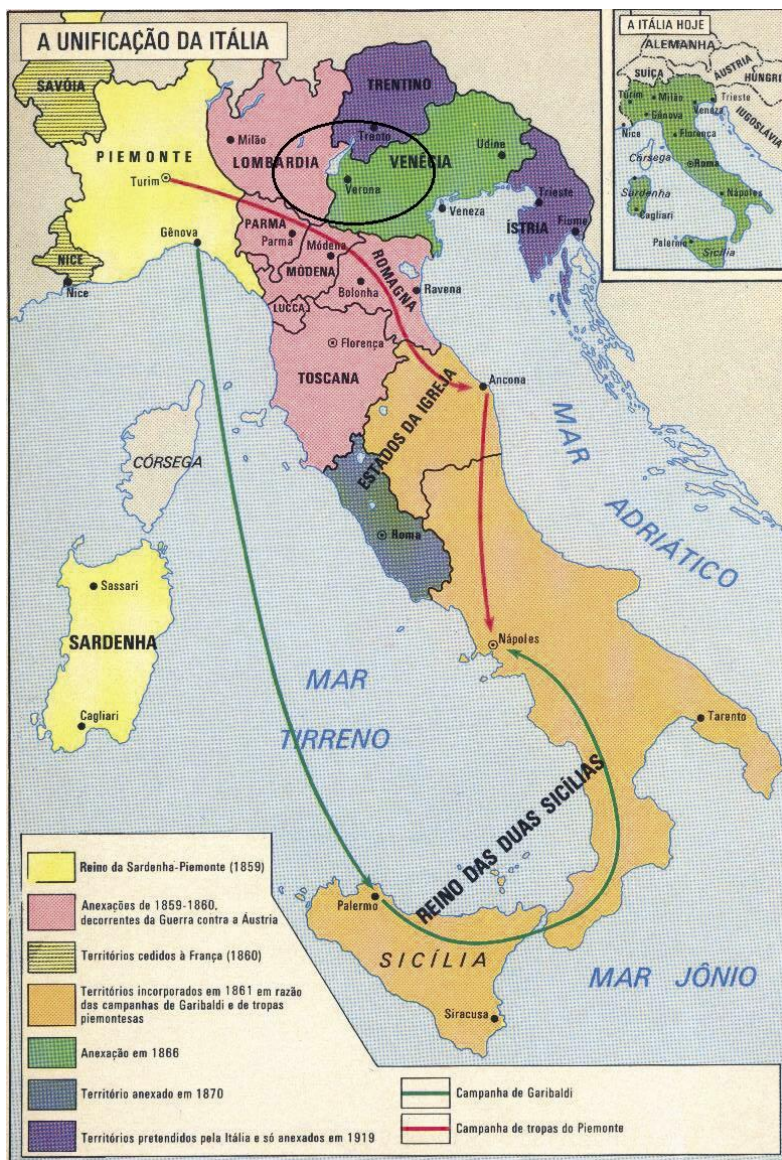 A UNIFICAÇÃO DA ITÁLIA
A ITÁLIA HOJE
ALEMANHA
SUÍÇA
ÁUSTRIA
HÚNGRI
Turim
Milão
Veneza
Trieste
Gênova
IUGOSLÁVIA
Nice
Florença
Córsega
Roma
Sardenha
Nápoles
Cagliari
Palermo
Sicília
SAVÓIA
TRENTINO
Trento
PIEMONTE
Milão
LOMBARDIA
VENÉCIA
Udine
Turim
Verona
Trieste
Veneza
Fiume
ÍSTRIA
PARMA
Parma
Gênova
Módena
MÓDENA
ROMAGNA
NICE
Nice
Bolonha
Ravena
LUCCA
Florença
TOSCANA
Ancona
ESTADOS DA IGREJA
MAR
ADRIÁTICO
CÓRSEGA
Roma
Sassari
SARDENHA
Nápoles
MAR
TIRRENO
Cagliari
Tarento
REINO DAS DUAS SICÍLIAS
Palermo
SICÍLIA
MAR JÔNIO
Siracusa
Reino da Sardenha-Piemonte (1859)
Anexações de 1859-1860,
decorrentes da Guerra contra a Áustria
Territórios cedidos à França (1860)
Territórios incorporados em 1861 em razão
das campanhas de Garibaldi e de tropas
piemontesas
Anexação em 1866
Território anexado em 1870
Territórios pretendidos pela Itália e só anexados em 1919
Campanha de Garibaldi
Campanha de tropas do Piemonte